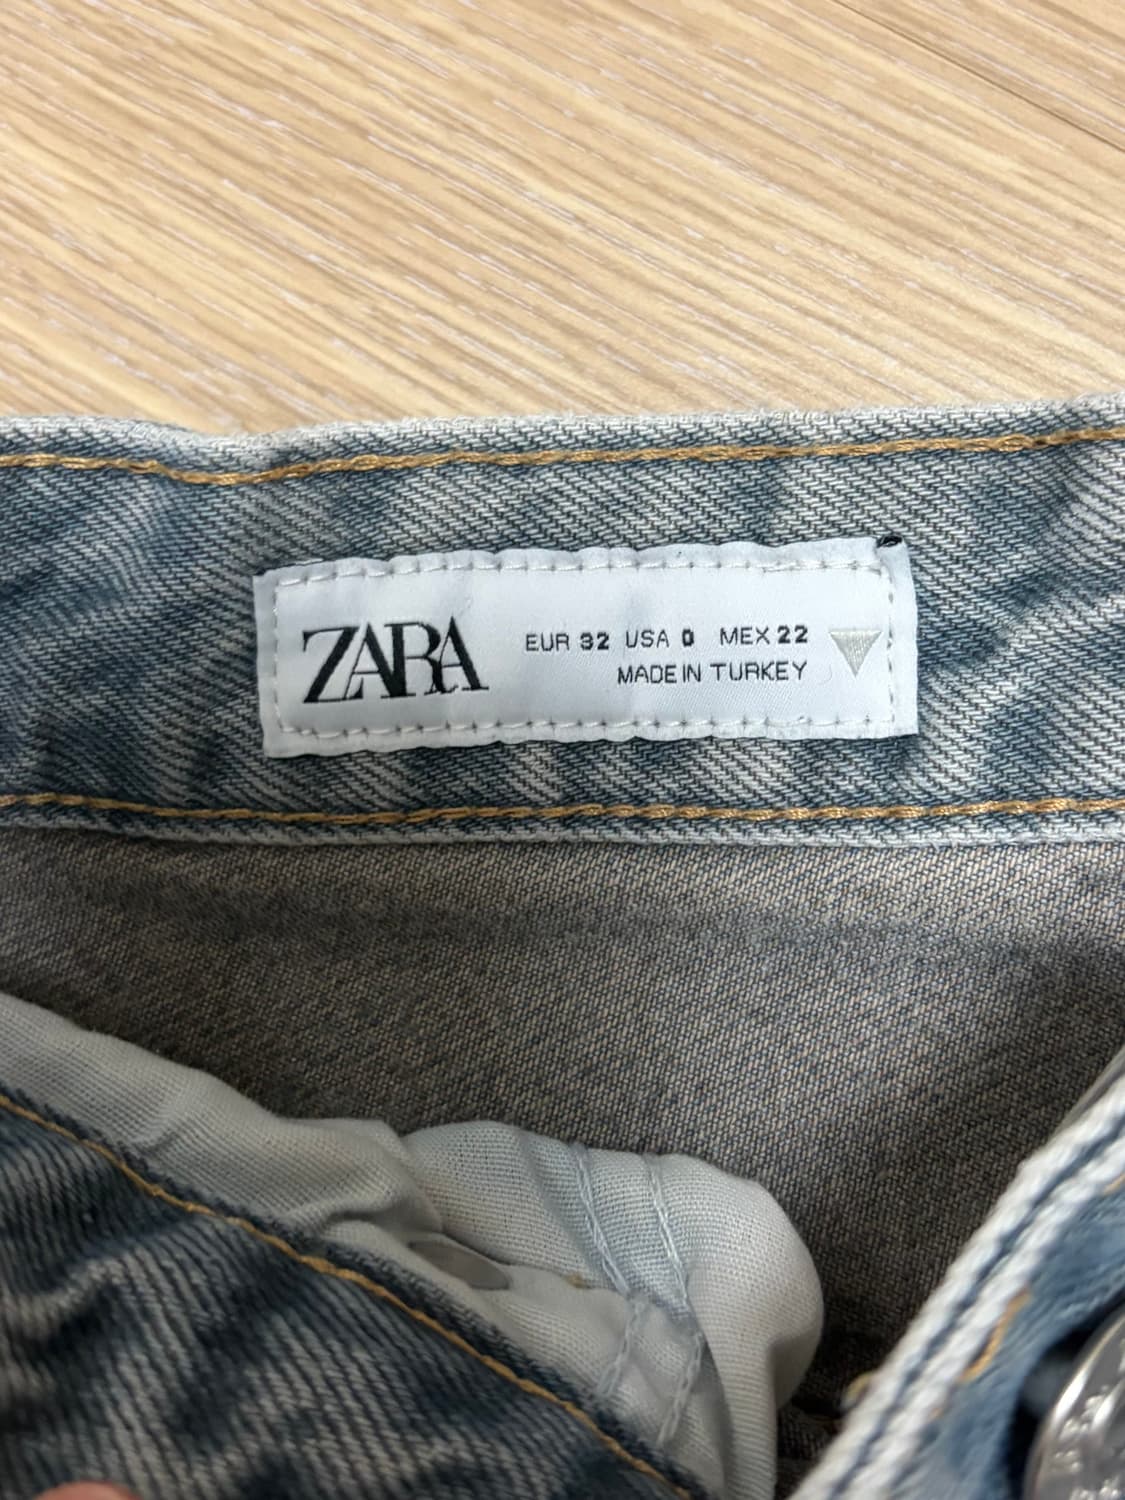 ZARA
EUR 32 USA 0 MEX 22
MADE IN TURKEY